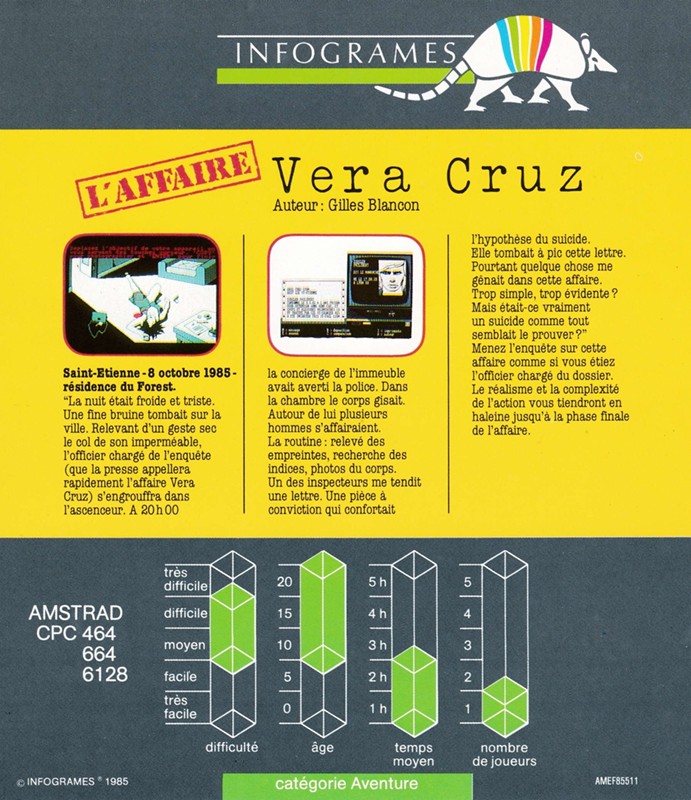 INFOGRAMES
L'AFFAIRE
Vera Cruz
Auteur : Gilles Blancon
Saint-Etienne - 8 octobre 1985 -
résidence du Forest.
"La nuit était froide et triste.
Une fine bruine tombait sur la
ville. Relevant d'un geste sec
le col de son imperméable,
l'officier chargé de l'enquête
(que la presse appellera
rapidement l'affaire Vera
Cruz) s'engrouffra dans
l'ascenceur. A 20 h 00
la concierge de l'immeuble
avait averti la police. Dans
la chambre le corps gisait.
Autour de lui plusieurs
hommes s'affairaient.
La routine : relevé des
empreintes, recherche des
indices, photos du corps.
Un des inspecteurs me tendit
une lettre. Une pièce à
conviction qui confortait
l'hypothèse du suicide.
Elle tombait à pic cette lettre.
Pourtant quelque chose me
gênait dans cette affaire.
Trop simple, trop évidente ?
Mais était-ce vraiment
un suicide comme tout
semblait le prouver ?"
Menez l'enquête sur cette
affaire comme si vous étiez
l'officier chargé du dossier.
Le réalisme et la complexité
de l'action vous tiendront en
haleine jusqu'à la phase finale
de l'affaire.
AMSTRAD
CPC 464
664
6128
très
difficile
difficile
moyen
facile
très
facile
difficulté
20
15
10
5
0
âge
5 h
4 h
3 h
2 h
1 h
temps
moyen
5
4
3
2
1
nombre
de joueurs
© INFOGRAMES ® 1985
catégorie Aventure
AMEF85511